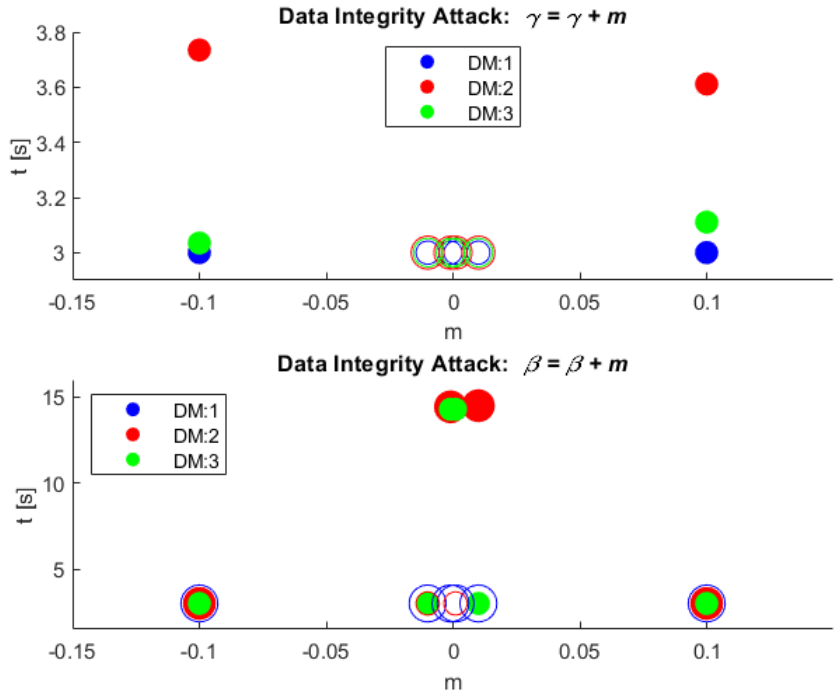 Data Integrity Attack: γ = γ + m
3.8
3.6
3.4
3.2
3
t [s]
DM:1
DM:2
DM:3
-0.15 -0.1 -0.05 0 0.05 0.1
m
Data Integrity Attack: β = β + m
15
10
5
t [s]
DM:1
DM:2
DM:3
-0.15 -0.1 -0.05 0 0.05 0.1
m